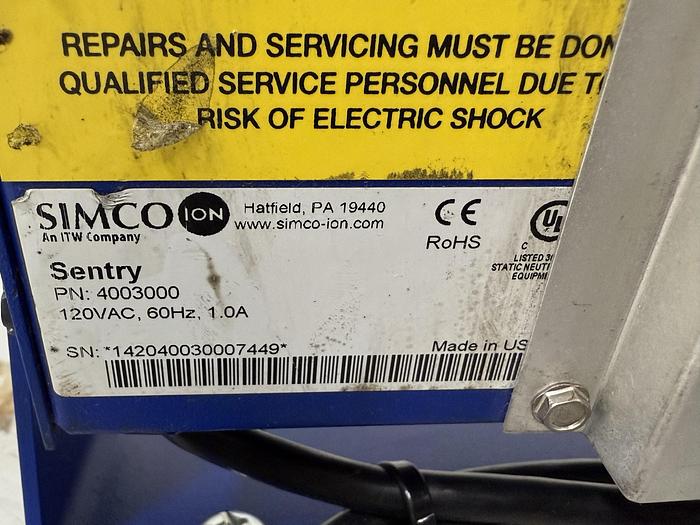 REPAIRS AND SERVICING MUST BE DON
QUALIFIED SERVICE PERSONNEL DUE T
RISK OF ELECTRIC SHOCK
SIMCO ION
An ITW Company
Hatfield, PA 19440
www.simco-ion.com
CE
RoHS
UL
C
LISTED 3
STATIC NEUT
EQUIPM
Sentry
PN: 4003000
120VAC, 60Hz, 1.0A
SN: *142040030007449*
Made in US